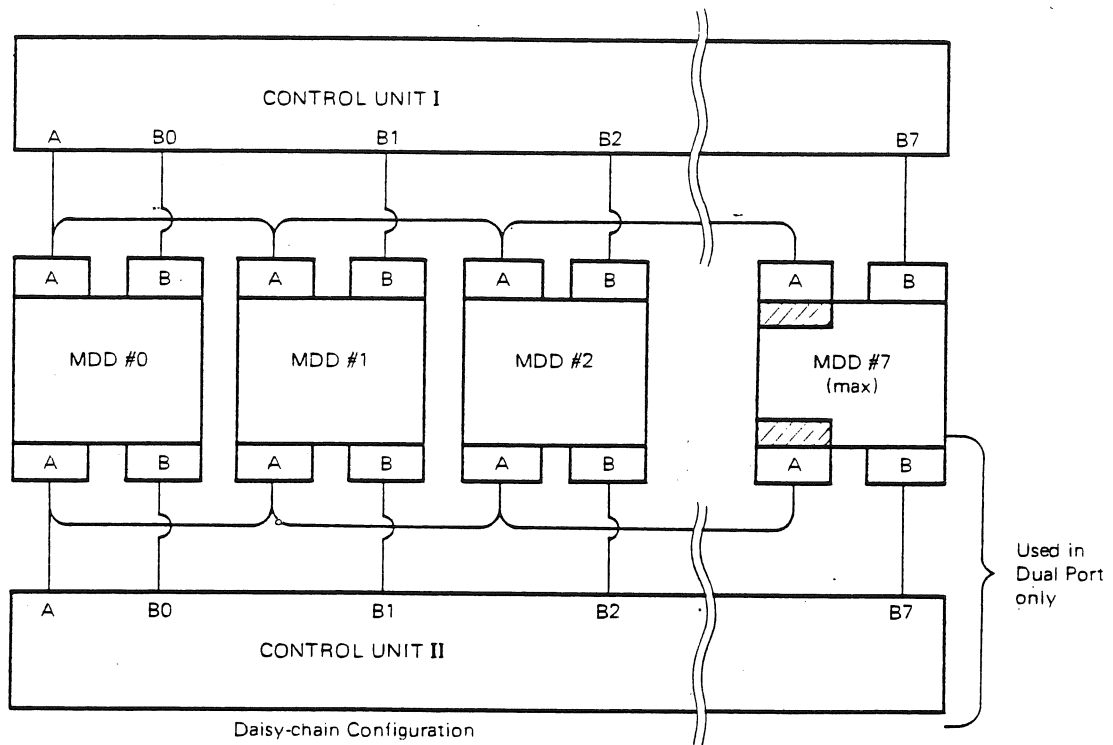 CONTROL UNIT I
A B0 B1 B2 B7
A B A B A B A B
MDD #0 MDD #1 MDD #2 MDD #7
(max)
A B A B A B A B
Used in
Dual Port
only
A B0 B1 B2 B7
CONTROL UNIT II
Daisy-chain Configuration